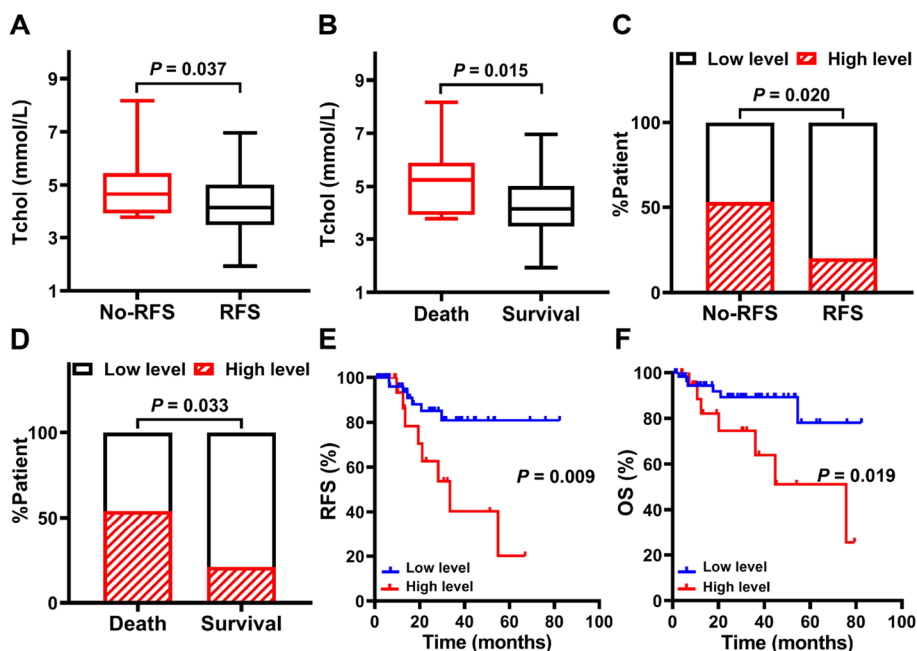 A
Tchol (mmol/L)
9
7
5
3
1
P = 0.037
No-RFS
RFS
B
Tchol (mmol/L)
9
7
5
3
1
P = 0.015
Death
Survival
C
Low level
High level
P = 0.020
%Patient
100
50
0
No-RFS
RFS
D
Low level
High level
P = 0.033
%Patient
100
50
0
Death
Survival
E
RFS (%)
100
80
60
40
20
P = 0.009
Low level
High level
0
20
40
60
80
100
Time (months)
F
OS (%)
100
80
60
40
20
0
P = 0.019
Low level
High level
0
20
40
60
80
100
Time (months)